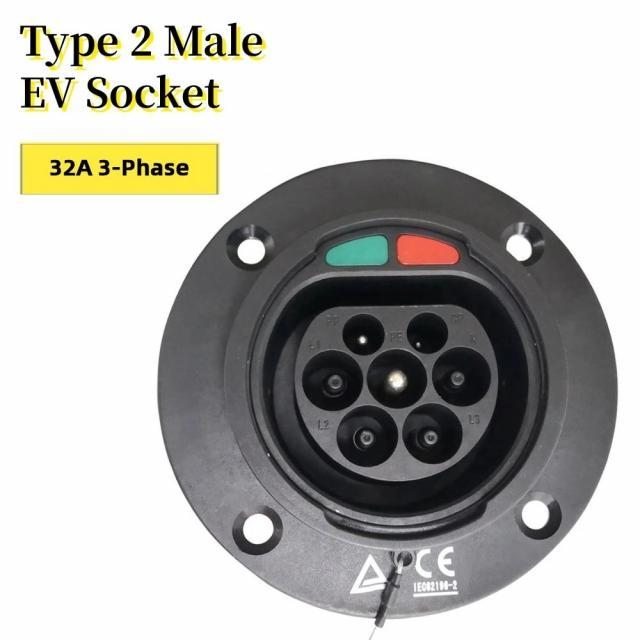 Type 2 Male
EV Socket
32A 3-Phase
PP
CP
L1
PE
N
L2
L3
CE
IEC62196-2